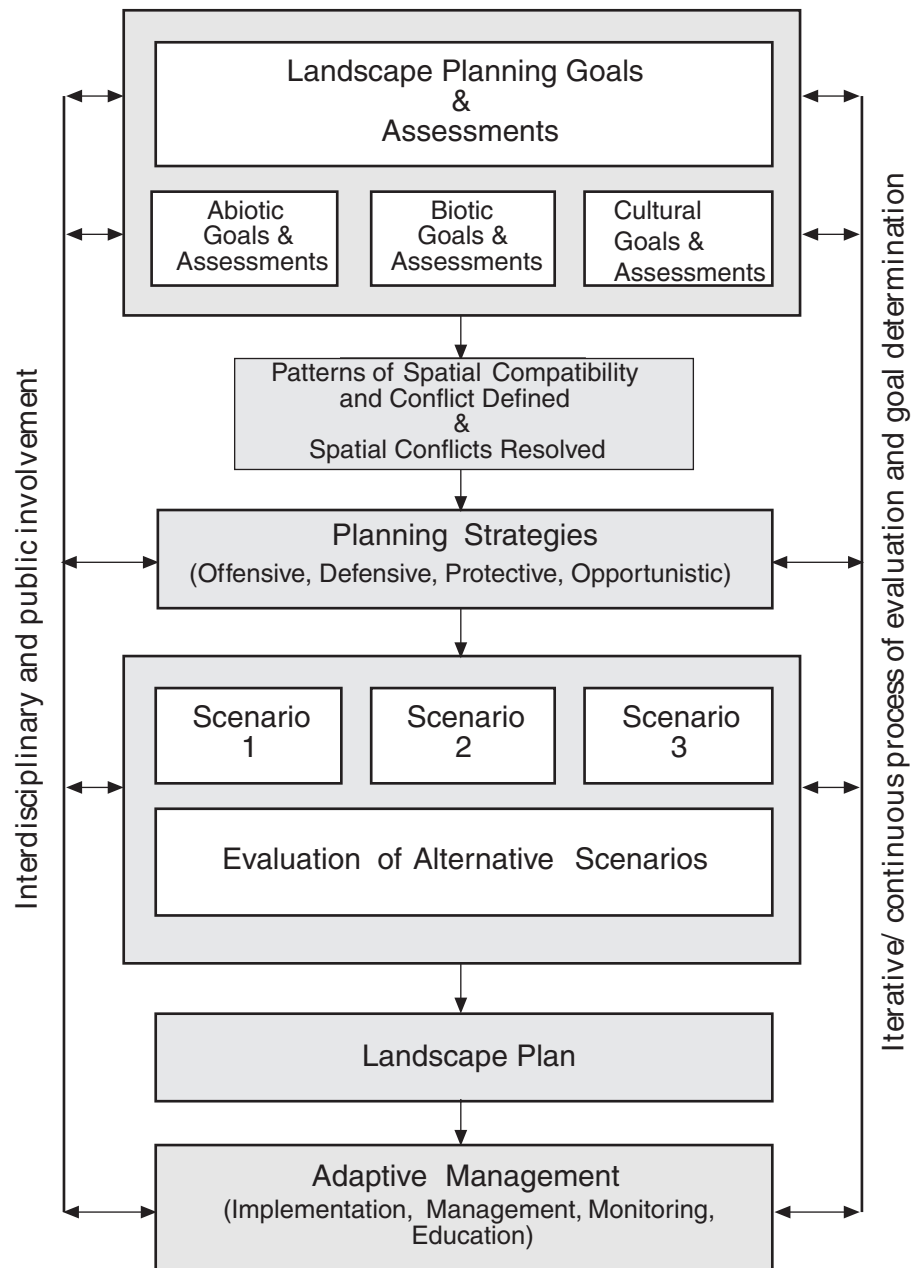 Landscape Planning Goals
&
Assessments
Abiotic
Goals &
Assessments
Biotic
Goals &
Assessments
Cultural
Goals &
Assessments
Patterns of Spatial Compatibility
and Conflict Defined
&
Spatial Conflicts Resolved
Planning Strategies
(Offensive, Defensive, Protective, Opportunistic)
Scenario
1
Scenario
2
Scenario
3
Evaluation of Alternative Scenarios
Landscape Plan
Adaptive Management
(Implementation, Management, Monitoring,
Education)
Interdisciplinary and public involvement
Iterative/ continuous process of evaluation and goal determination